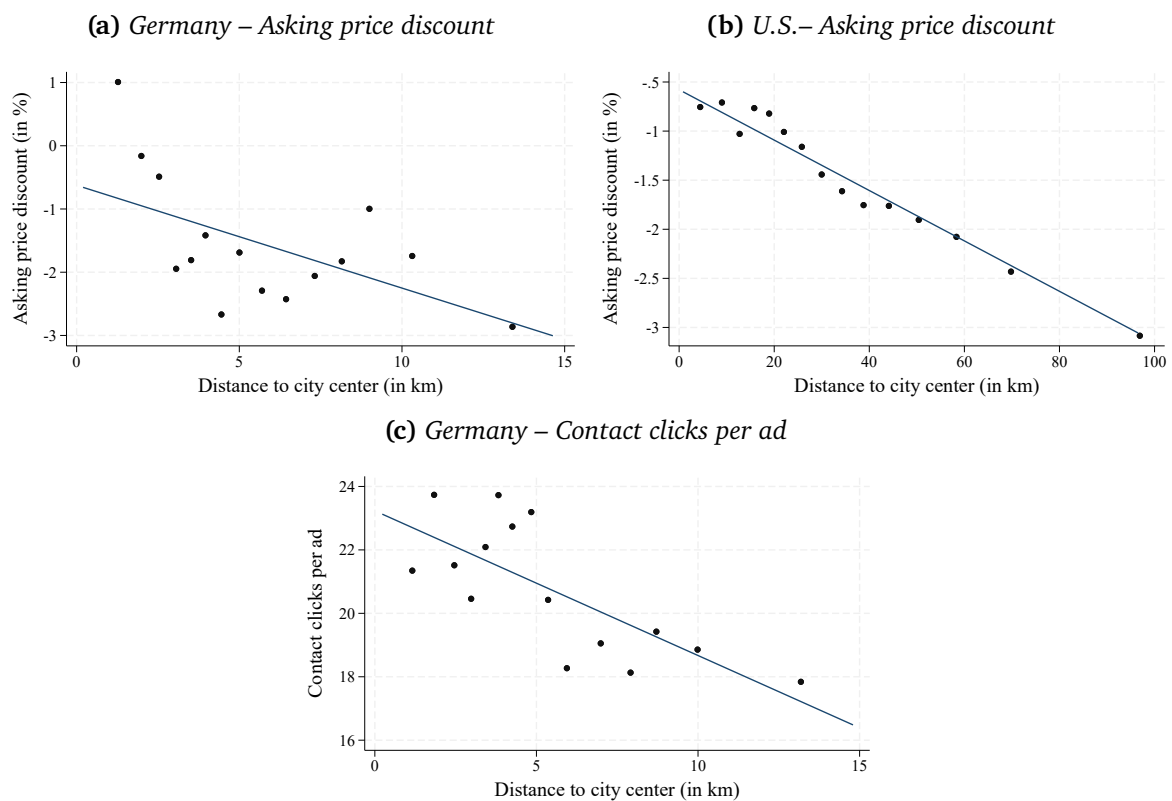 (a) Germany – Asking price discount
1
0
-1
-2
-3
Asking price discount (in %)
0 5 10 15
Distance to city center (in km)
(b) U.S.– Asking price discount
-.5
-1
-1.5
-2
-2.5
-3
Asking price discount (in %)
0 20 40 60 80 100
Distance to city center (in km)
(c) Germany – Contact clicks per ad
24
22
20
18
16
Contact clicks per ad
0 5 10 15
Distance to city center (in km)